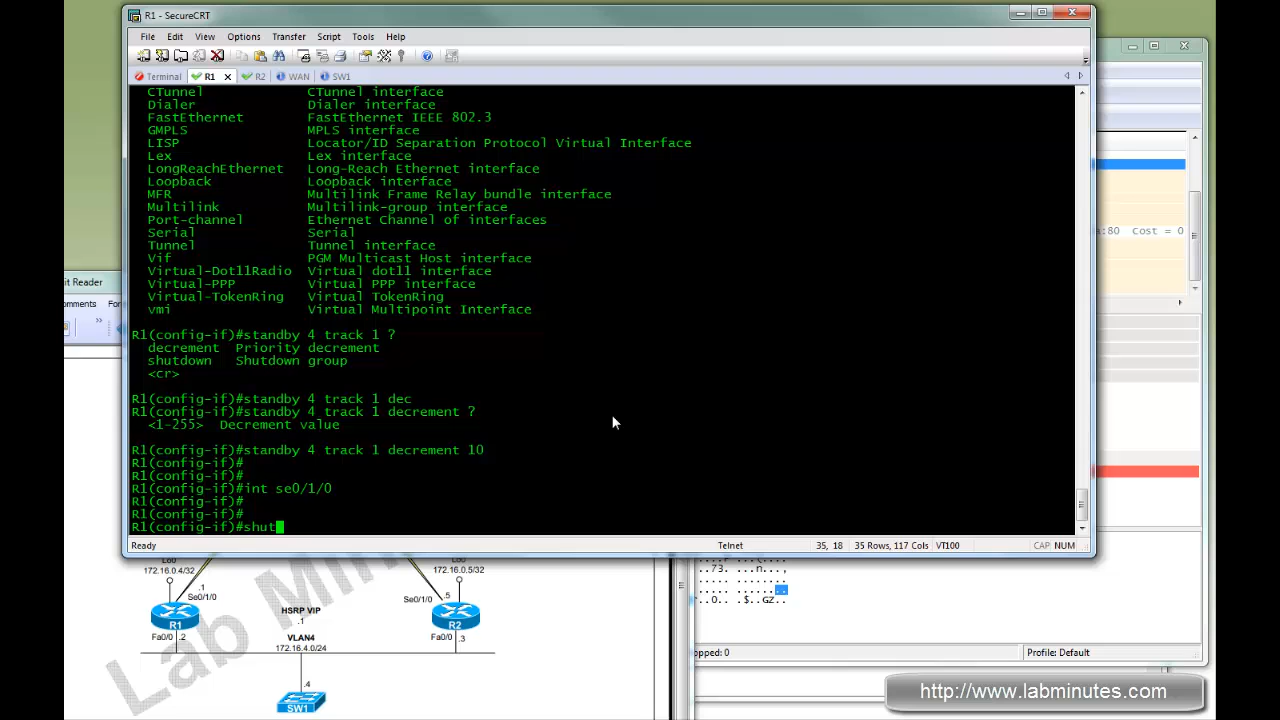 R1 - SecureCRT
File Edit View Options Transfer Script Tools Help
Terminal R1 R2 WAN SW1
CTunnel CTunnel interface
Dialer Dialer interface
FastEthernet FastEthernet IEEE 802.3
GMPLS MPLS interface
LISP Locator/ID Separation Protocol Virtual Interface
Lex Lex interface
LongReachEthernet Long-Reach Ethernet interface
Loopback Loopback interface
MFR Multilink Frame Relay bundle interface
Multilink Multilink-group interface
Port-channel Ethernet Channel of interfaces
Serial Serial
Tunnel Tunnel interface
Vif PGM Multicast Host interface
Virtual-Dot11Radio Virtual dot11 interface
Virtual-PPP Virtual PPP interface
Virtual-TokenRing Virtual TokenRing
vmi Virtual Multipoint Interface
R1(config-if)#standby 4 track 1 ?
decrement Priority decrement
shutdown Shutdown group
<cr>
R1(config-if)#standby 4 track 1 dec
R1(config-if)#standby 4 track 1 decrement ?
<1-255> Decrement value
R1(config-if)#standby 4 track 1 decrement 10
R1(config-if)#
R1(config-if)#
R1(config-if)#int se0/1/0
R1(config-if)#
R1(config-if)#
R1(config-if)#shut
Ready Telnet 35, 18 35 Rows, 117 Cols VT100 CAP NUM
:80 Cost = 0
it Reader
omments For
»
172.16.0.4/32
172.16.0.5/32
.1
Se0/1/0
Se0/1/0
.5
R1
HSRP VIP
.1
R2
Fa0/0 .2
VLAN4
172.16.4.0/24
Fa0/0 .3
.4
SW1
Lab Minutes
..73. ...n...,
....... ........
....... ........
..O.. .$..GZ..
opped: 0
Profile: Default
http://www.labminutes.com